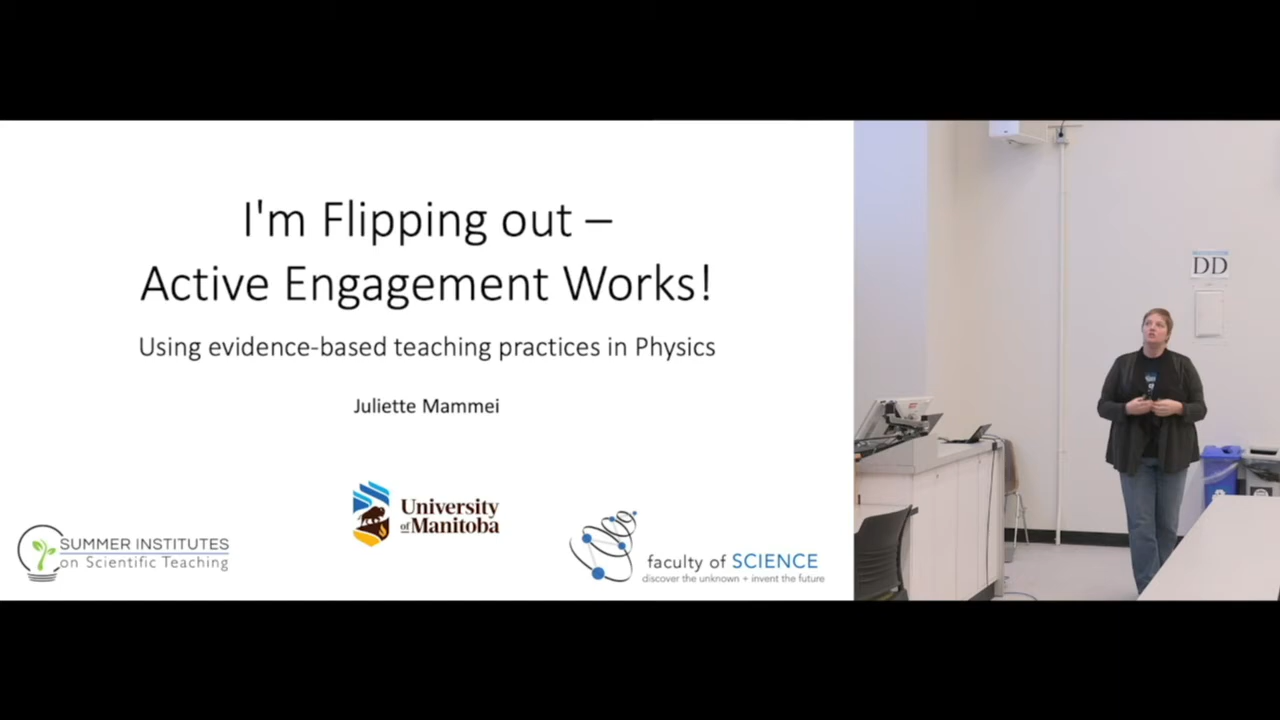 I'm Flipping out –
Active Engagement Works!
Using evidence-based teaching practices in Physics
Juliette Mammei
SUMMER INSTITUTES
on Scientific Teaching
University
of Manitoba
faculty of SCIENCE
discover the unknown + invent the future
DD